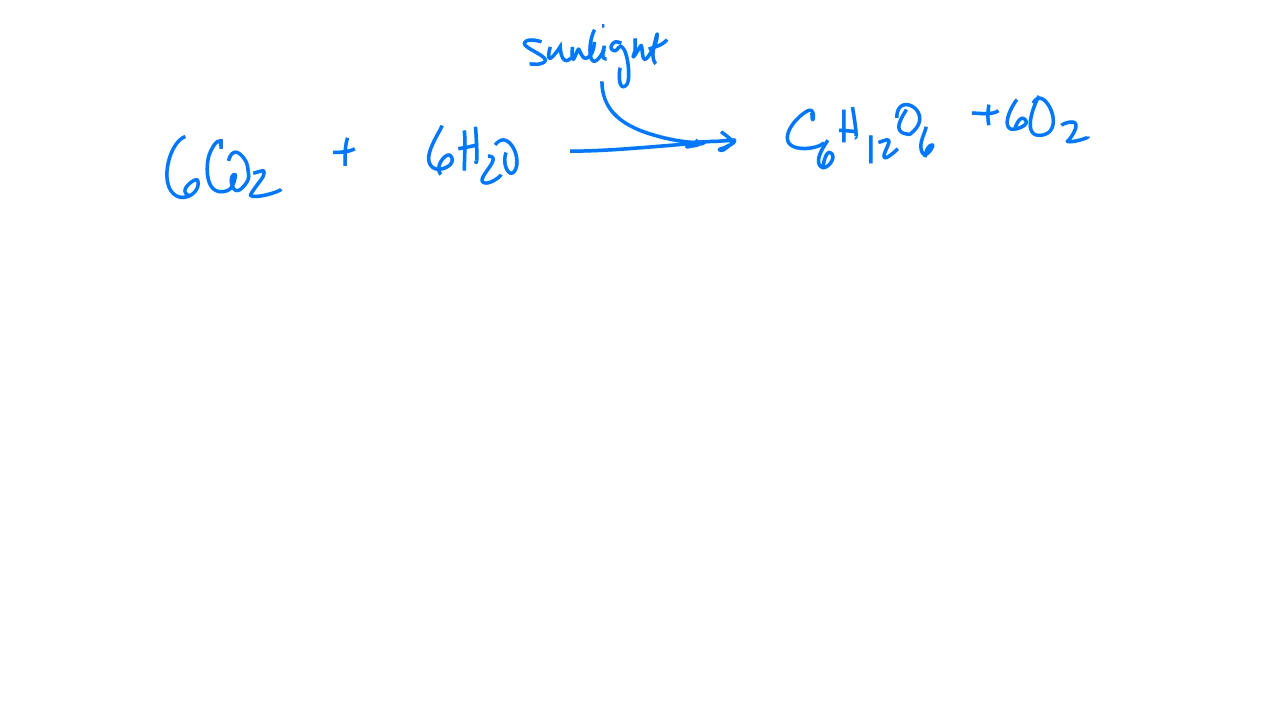 sunlight
6CO₂ + 6H₂O → C₆H₁₂O₆ + 6O₂